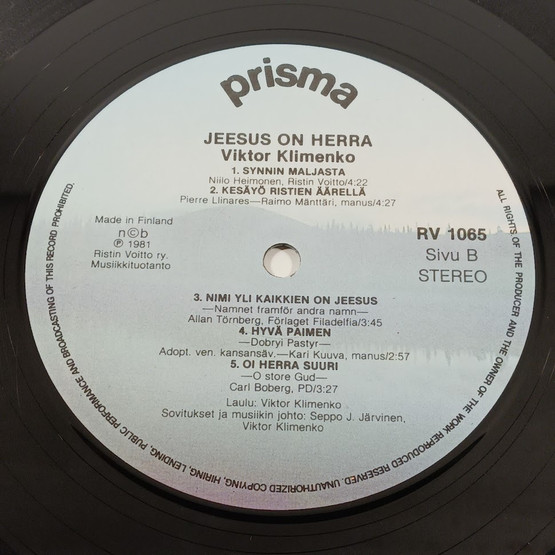 prisma
JEESUS ON HERRA
Viktor Klimenko
1. SYNNIN MALJASTA
Niilo Heimonen, Ristin Voitto/4:22
2. KESÄYÖ RISTIEN ÄÄRELLÄ
Pierre Llinares—Raimo Mänttäri, manus/4:27
Made in Finland
n©b
℗ 1981
Ristin Voitto ry.
Musiikkituotanto
RV 1065
Sivu B
STEREO
3. NIMI YLI KAIKKIEN ON JEESUS
—Namnet framför andra namn—
Allan Törnberg, Förlaget Filadelfia/3:45
4. HYVÄ PAIMEN
—Dobryi Pastyr—
Adopt. ven. kansansäv.—Kari Kuuva, manus/2:57
5. OI HERRA SUURI
—O store Gud—
Carl Boberg, PD/3:27
Laulu: Viktor Klimenko
Sovitukset ja musiikin johto: Seppo J. Järvinen,
Viktor Klimenko
ALL RIGHTS OF THE PRODUCER AND THE OWNER OF THE WORK REPRODUCED RESERVED. UNAUTHORIZED COPYING, HIRING, LENDING, PUBLIC PERFORMANCE AND BROADCASTING OF THIS RECORD PROHIBITED.